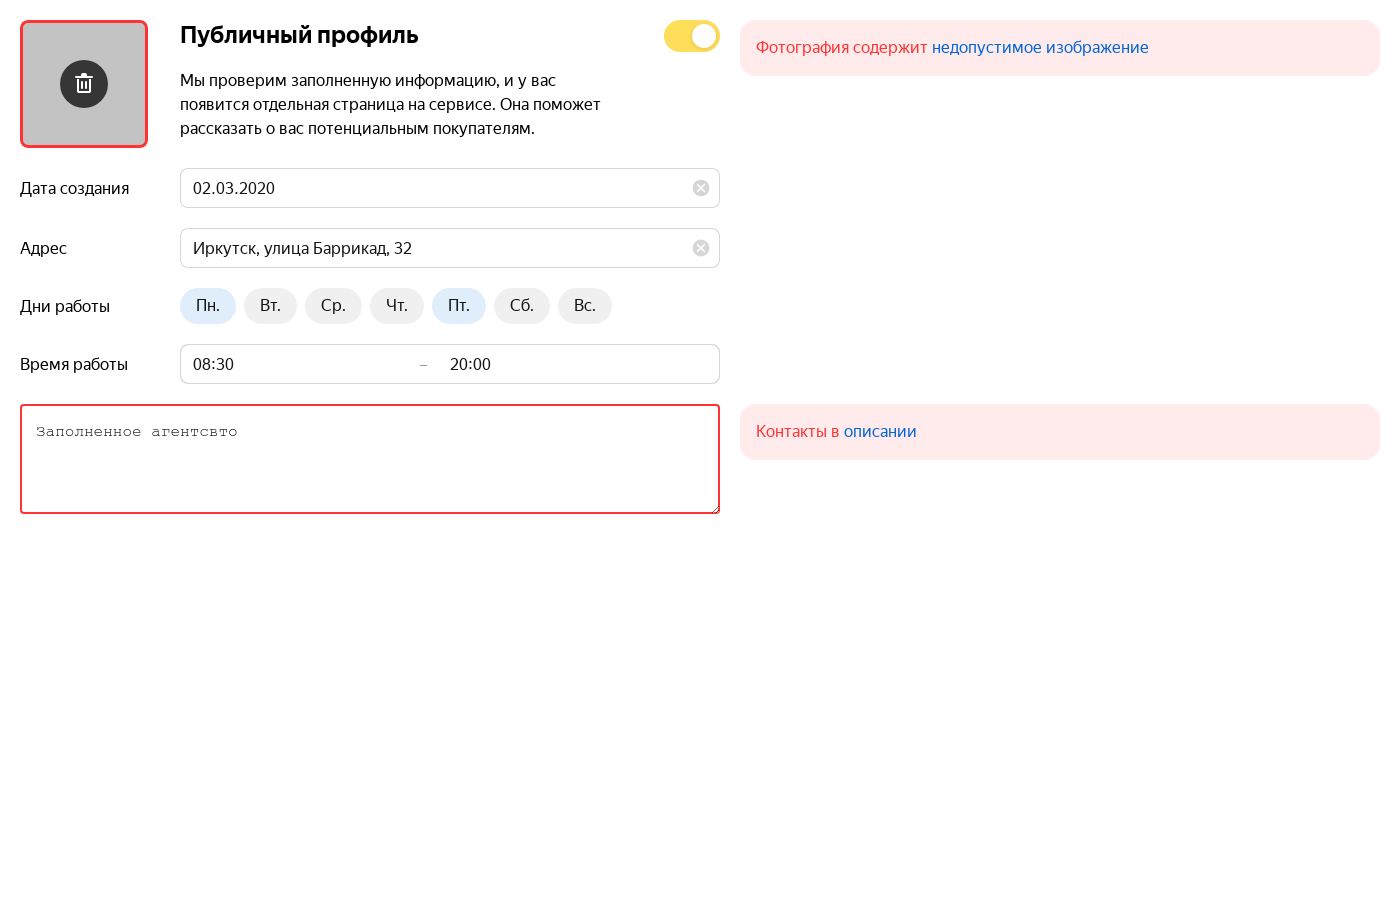 Публичный профиль
Фотография содержит недопустимое изображение
Мы проверим заполненную информацию, и у вас
появится отдельная страница на сервисе. Она поможет
рассказать о вас потенциальным покупателям.
Дата создания 02.03.2020
Адрес Иркутск, улица Баррикад, 32
Дни работы Пн. Вт. Ср. Чт. Пт. Сб. Вс.
Время работы 08:30 – 20:00
Заполненное агентсвто
Контакты в описании